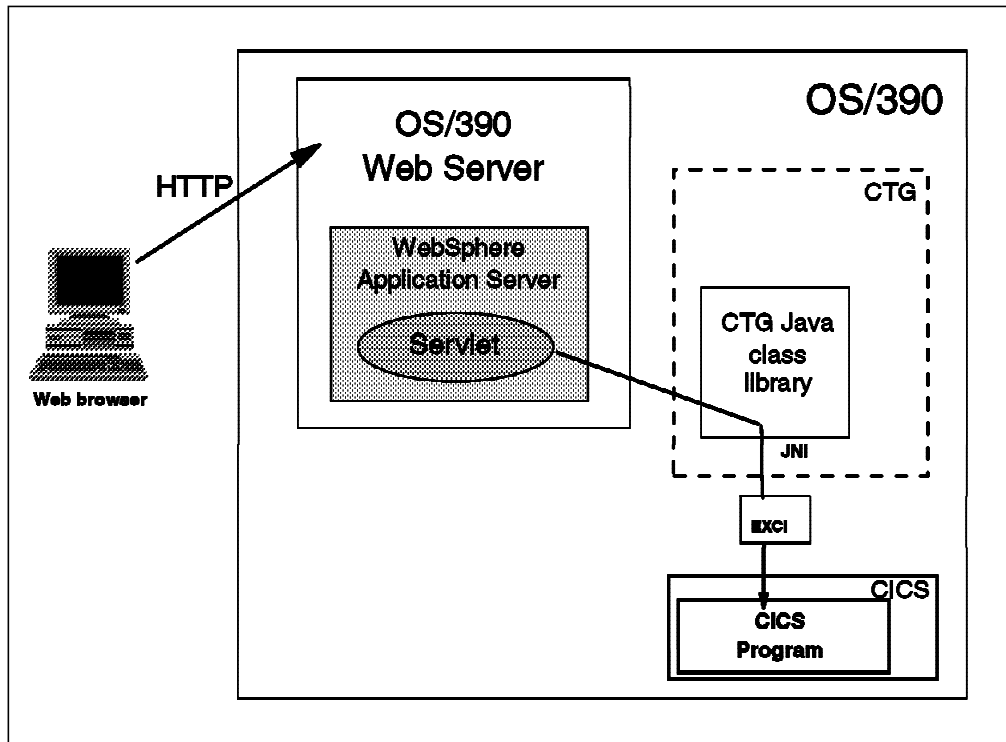 OS/390
OS/390
Web Server
HTTP
CTG
WebSphere
Application Server
Servlet
CTG Java
class
library
Web browser
JNI
EXCI
CICS
CICS
Program